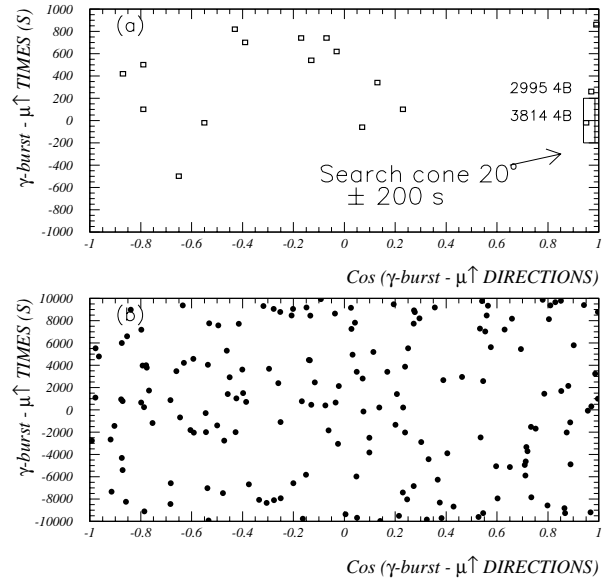 γ-burst - μ↑ TIMES (S)
1000
800
600
400
200
0
-200
-400
-600
-800
1000
(a)
2995 4B
3814 4B
Search cone 20°
± 200 s
-1 -0.8 -0.6 -0.4 -0.2 0 0.2 0.4 0.6 0.8 1
Cos (γ-burst - μ↑ DIRECTIONS)
γ-burst - μ↑ TIMES (S)
10000
8000
6000
4000
2000
0
-2000
-4000
-6000
-8000
-10000
(b)
-1 -0.8 -0.6 -0.4 -0.2 0 0.2 0.4 0.6 0.8 1
Cos (γ-burst - μ↑ DIRECTIONS)